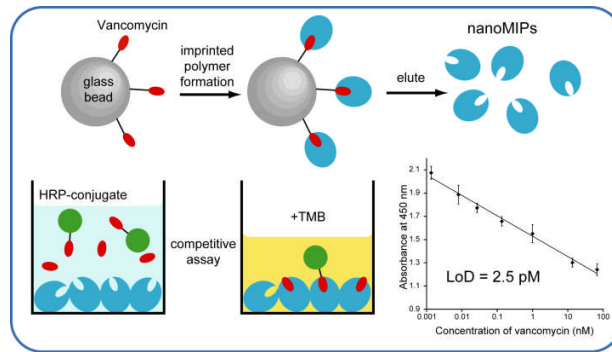 Vancomycin
glass
bead
imprinted
polymer
formation
elute
nanoMIPs
HRP-conjugate
competitive
assay
+TMB
Absorbance at 450 nm
2.1
1.9
1.7
1.5
1.3
1.1
0.9
LoD = 2.5 pM
0.001 0.01 0.1 1 10 100
Concentration of vancomycin (nM)